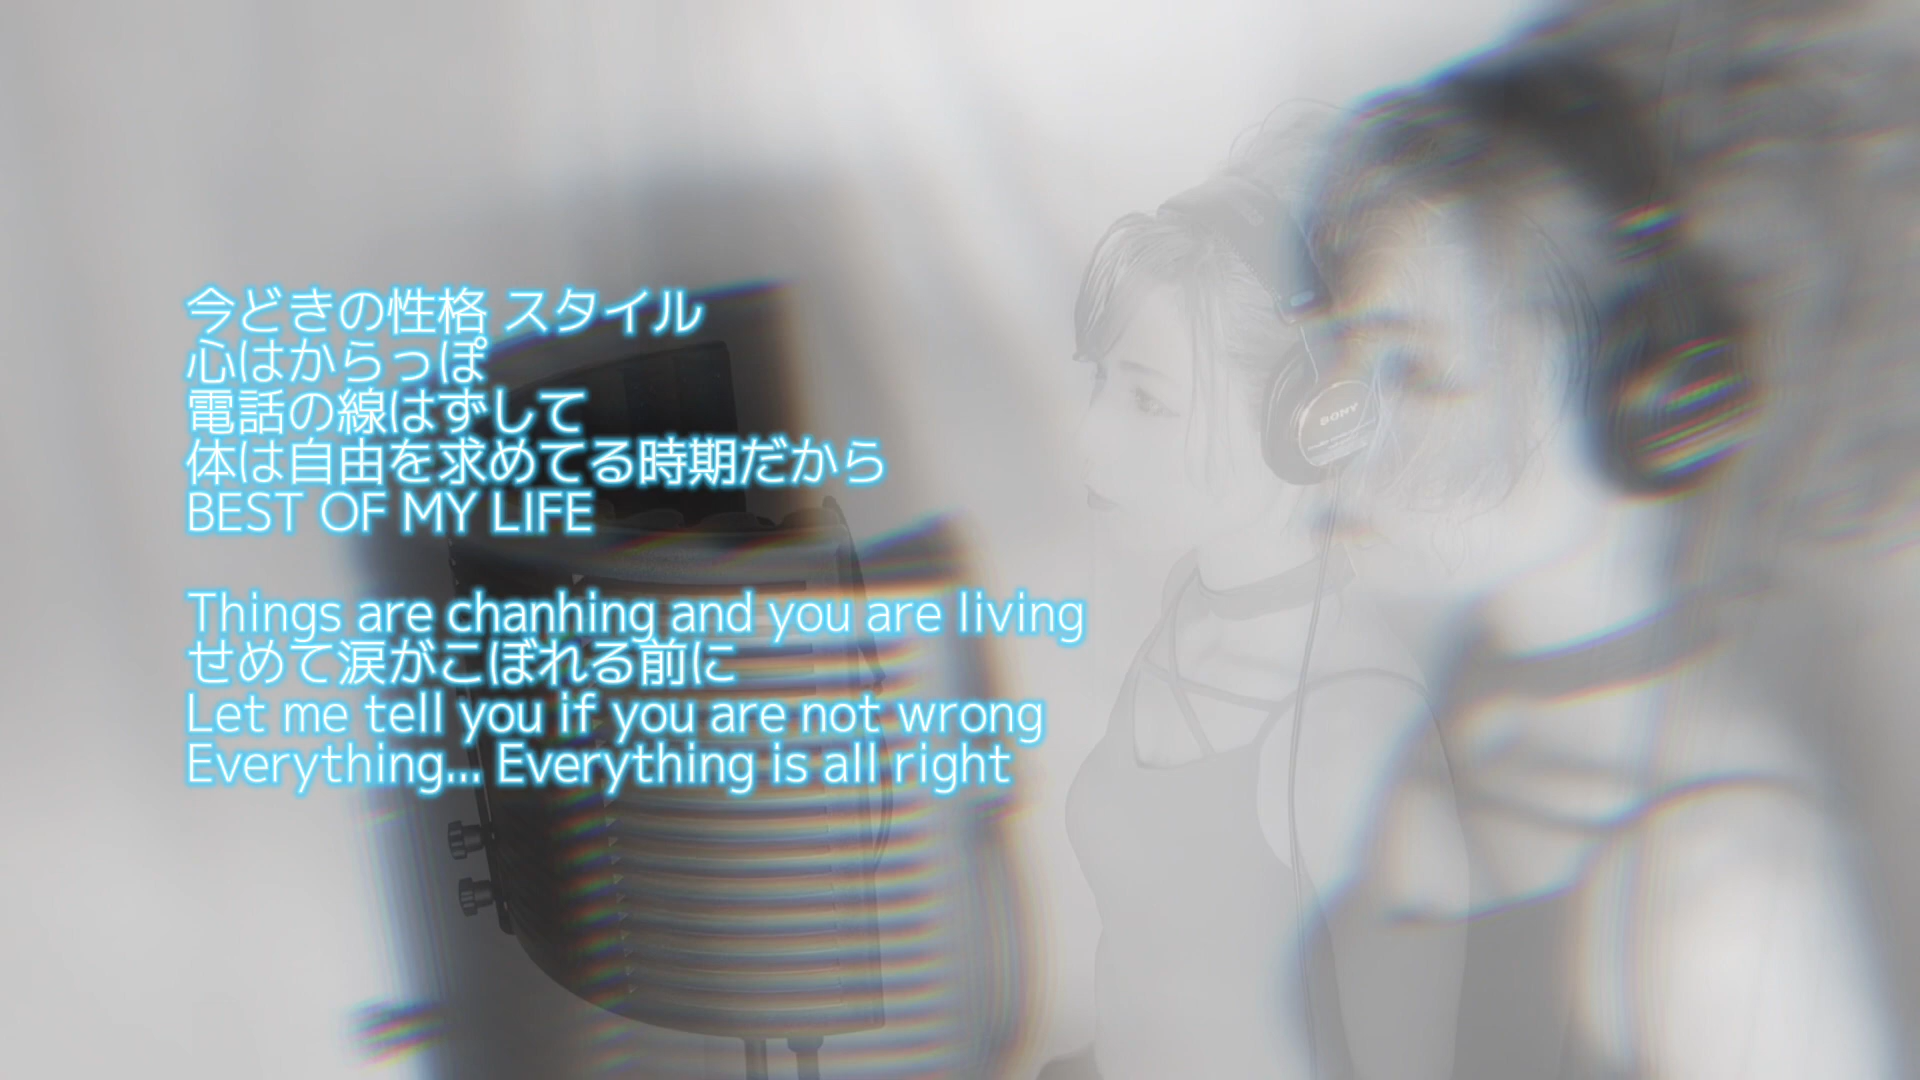 今どきの性格 スタイル
心はからっぽ
電話の線はずして
体は自由を求めてる時期だから
BEST OF MY LIFE
Things are chanhing and you are living
せめて涙がこぼれる前に
Let me tell you if you are not wrong
Everything... Everything is all right
SONY